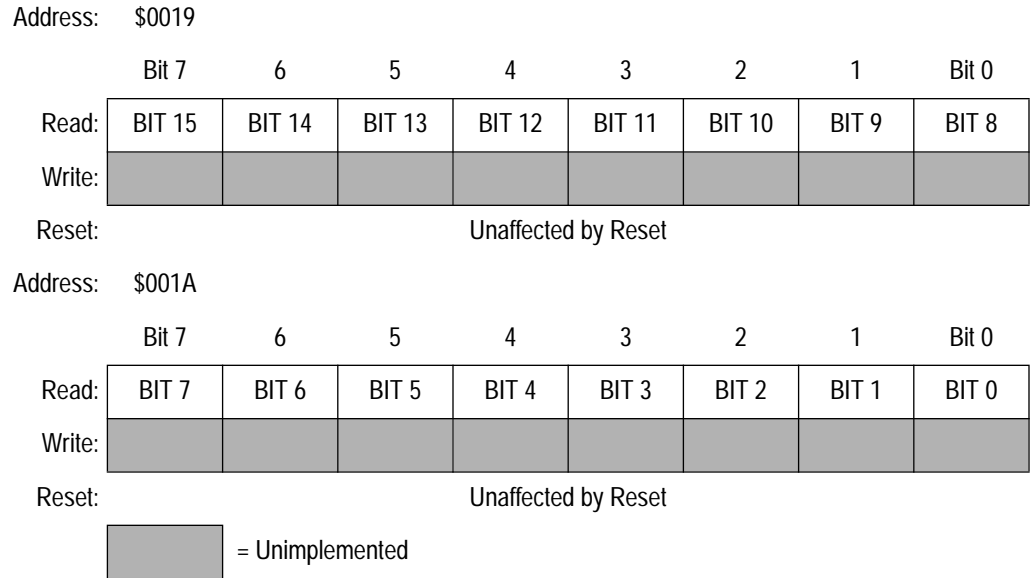 Address: $0019
Bit 7 6 5 4 3 2 1 Bit 0
Read: BIT 15 BIT 14 BIT 13 BIT 12 BIT 11 BIT 10 BIT 9 BIT 8
Write:
Reset: Unaffected by Reset
Address: $001A
Bit 7 6 5 4 3 2 1 Bit 0
Read: BIT 7 BIT 6 BIT 5 BIT 4 BIT 3 BIT 2 BIT 1 BIT 0
Write:
Reset: Unaffected by Reset
= Unimplemented